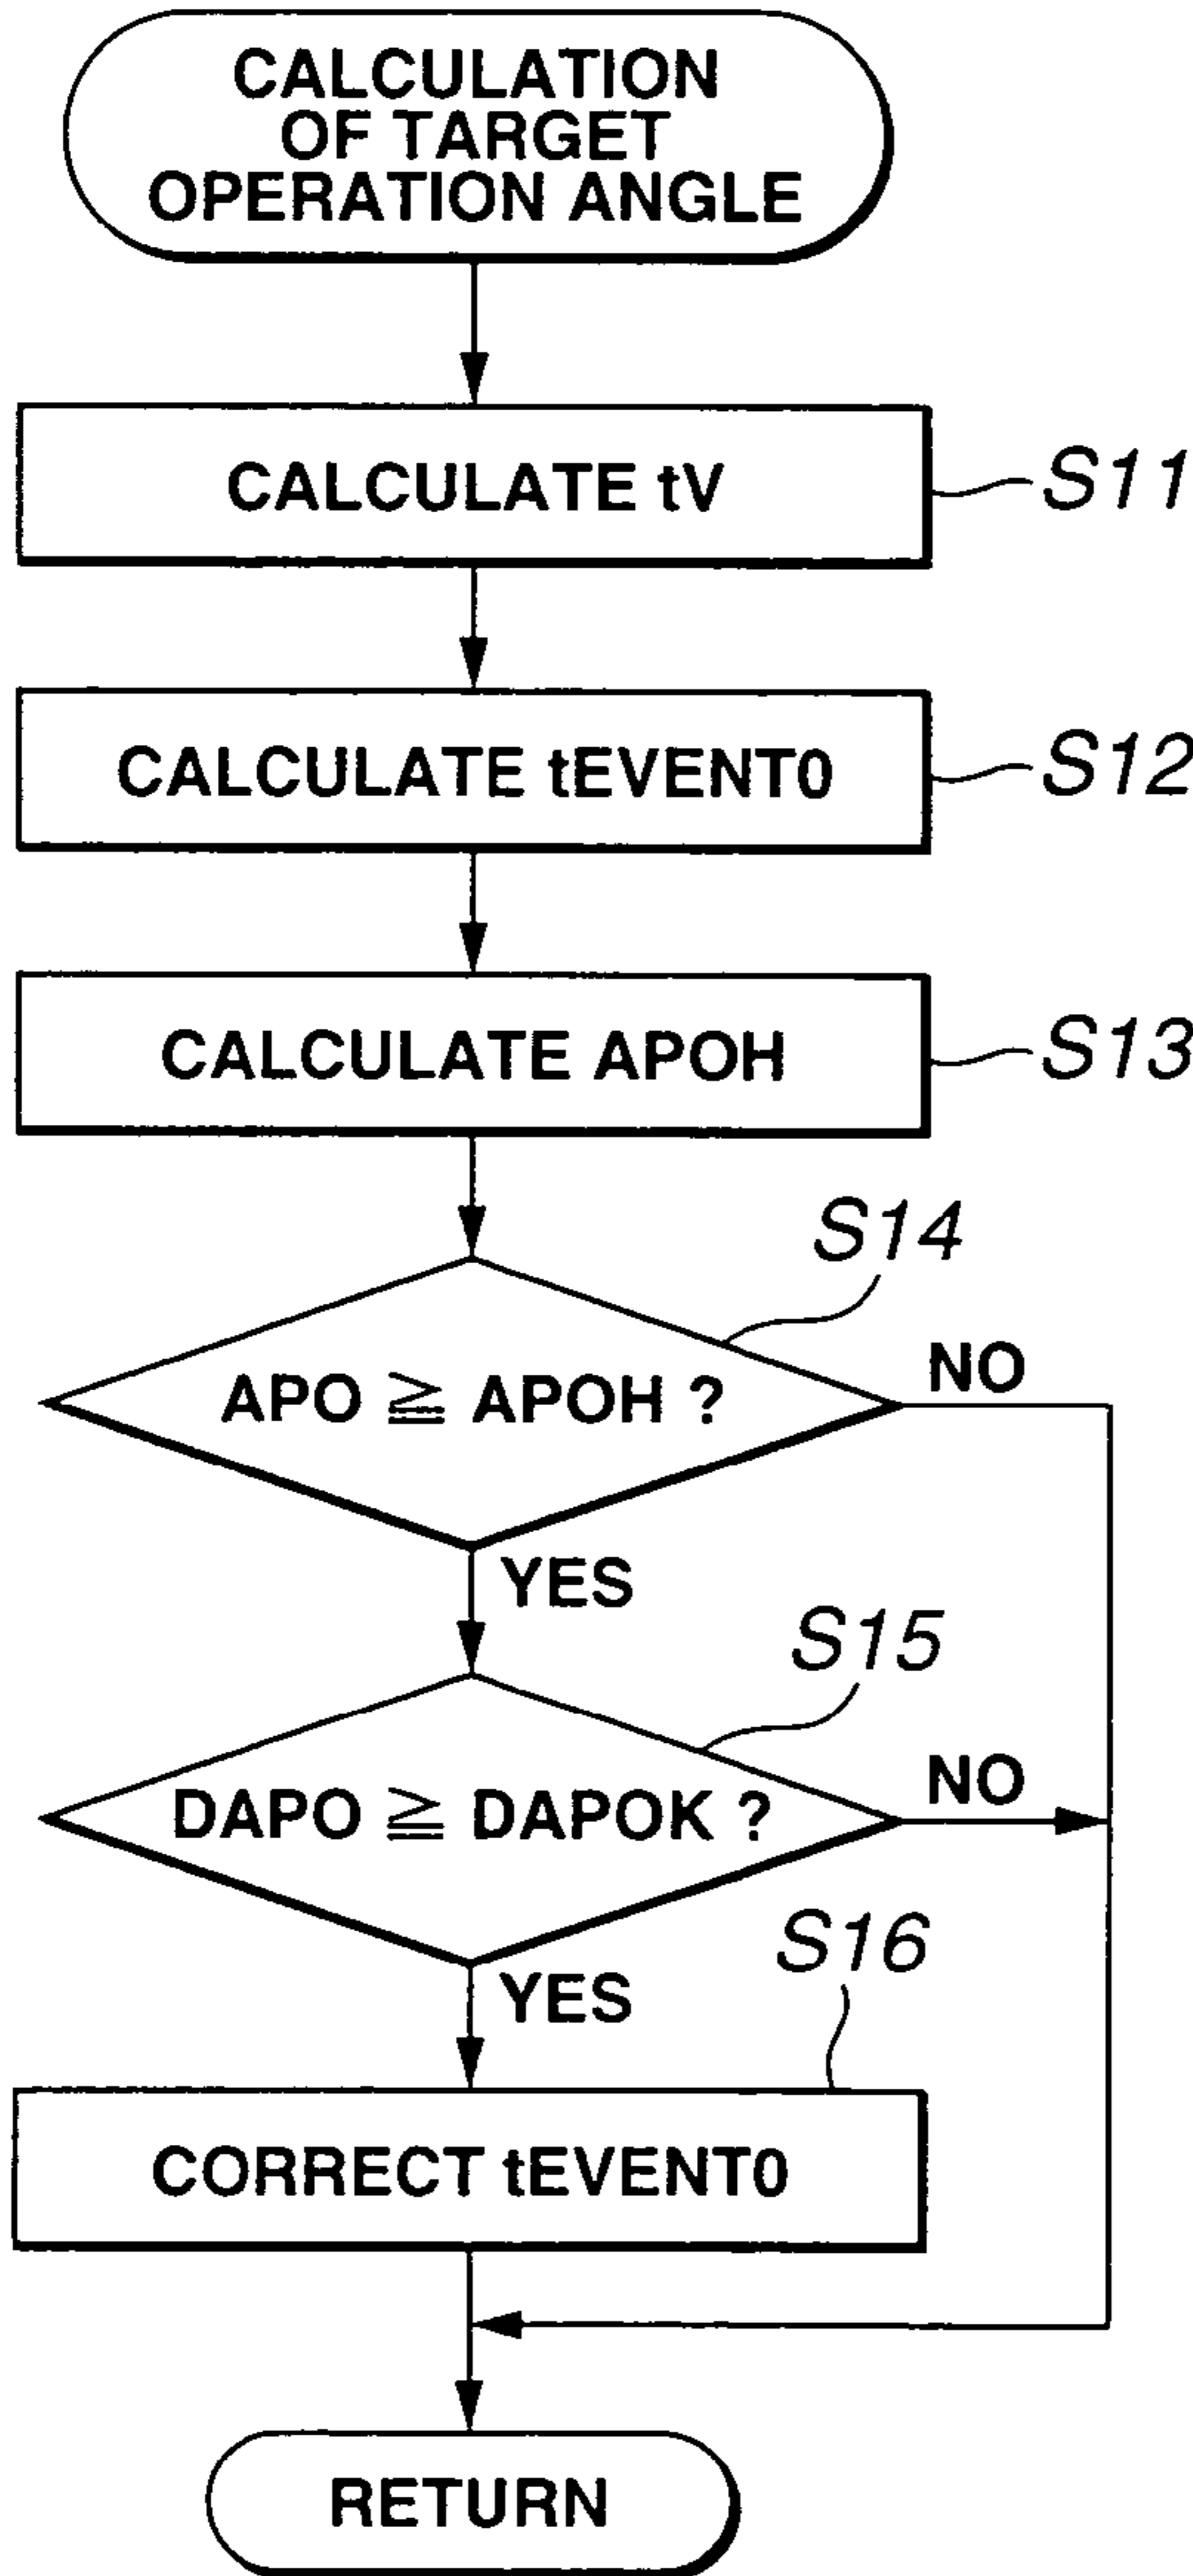 CALCULATION
OF TARGET
OPERATION ANGLE
CALCULATE tV
S11
CALCULATE tEVENT0
S12
CALCULATE APOH
S13
S14
APO ≧ APOH ?
NO
YES
S15
DAPO ≧ DAPOK ?
NO
YES
S16
CORRECT tEVENT0
RETURN